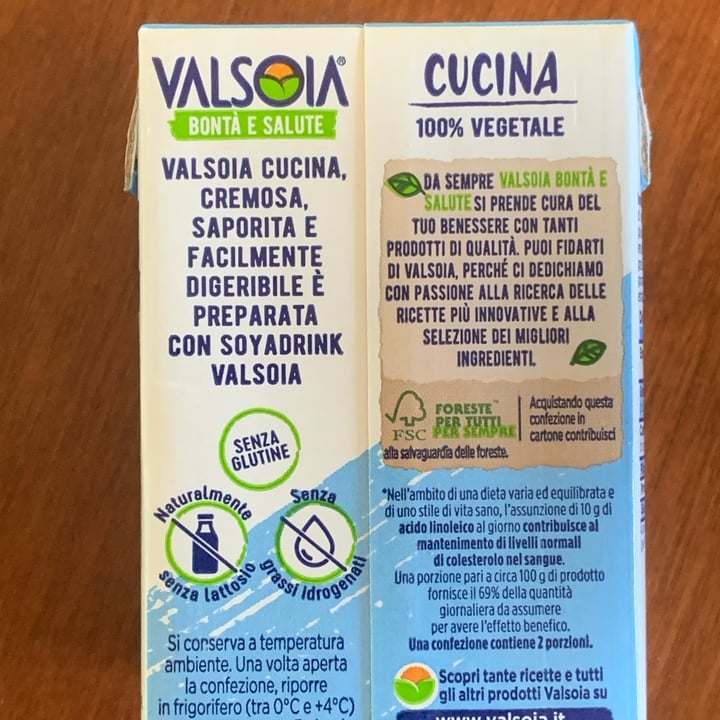 VALSOIA®
BONTÀ E SALUTE
VALSOIA CUCINA,
CREMOSA,
SAPORITA E
FACILMENTE
DIGERIBILE È
PREPARATA
CON SOYADRINK
VALSOIA
SENZA
GLUTINE
Naturalmente
senza lattosio
Senza
grassi idrogenati
Si conserva a temperatura
ambiente. Una volta aperta
la confezione, riporre
in frigorifero (tra 0°C e +4°C)
CUCINA
100% VEGETALE
DA SEMPRE VALSOIA BONTÀ E
SALUTE SI PRENDE CURA DEL
TUO BENESSERE CON TANTI
PRODOTTI DI QUALITÀ. PUOI FIDARTI
DI VALSOIA, PERCHÉ CI DEDICHIAMO
CON PASSIONE ALLA RICERCA DELLE
RICETTE PIÙ INNOVATIVE E ALLA
SELEZIONE DEI MIGLIORI
INGREDIENTI.
FSC
FORESTE™
PER TUTTI
PER SEMPRE
Acquistando questa
confezione in
cartone contribuisci
alla salvaguardia delle foreste.
*Nell'ambito di una dieta varia ed equilibrata e
di uno stile di vita sano, l'assunzione di 10 g di
acido linoleico al giorno contribuisce al
mantenimento di livelli normali
di colesterolo nel sangue.
Una porzione pari a circa 100 g di prodotto
fornisce il 69% della quantità
giornaliera da assumere
per avere l'effetto benefico.
Una confezione contiene 2 porzioni.
Scopri tante ricette e tutti
gli altri prodotti Valsoia su
www.valsoia.it